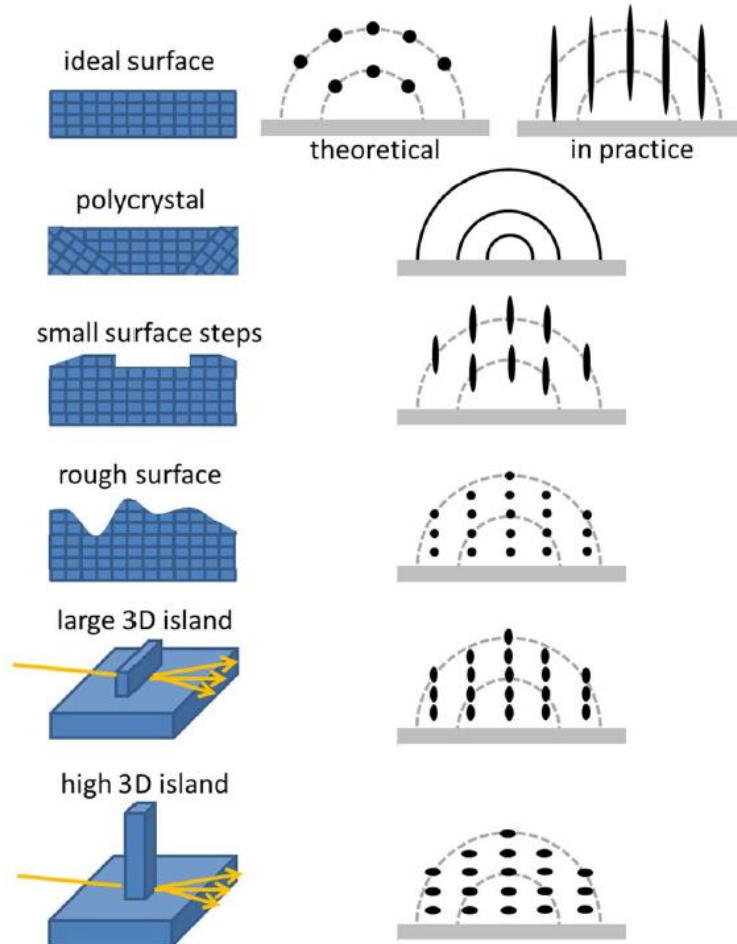 ideal surface
theoretical
in practice
polycrystal
small surface steps
rough surface
large 3D island
high 3D island